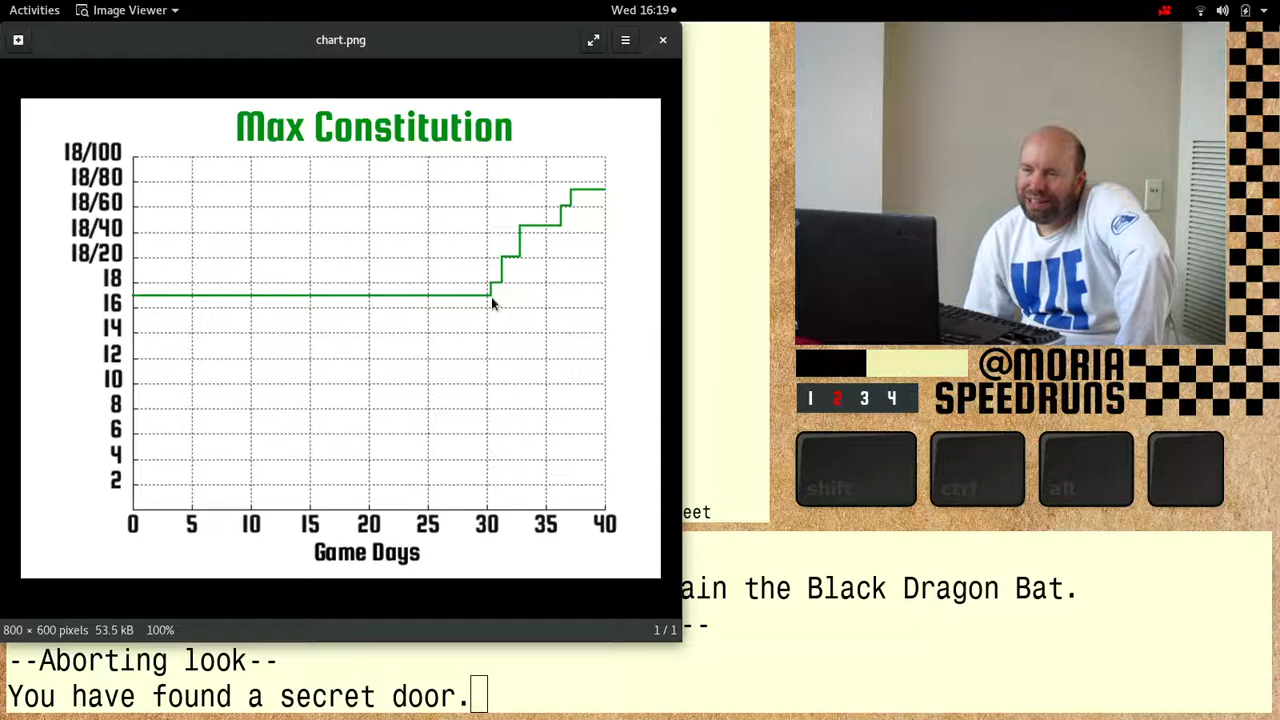 Activities
Image Viewer
Wed 16:19
chart.png
Max Constitution
18/100
18/80
18/60
18/40
18/20
18
16
14
12
10
8
6
4
2
0 5 10 15 20 25 30 35 40
Game Days
800 × 600 pixels 53.5 kB 100%
1 / 1
@MORIA
SPEEDRUNS
1 2 3 4
shift
ctrl
alt
eet
ain the Black Dragon Bat.
--
--Aborting look--
You have found a secret door.